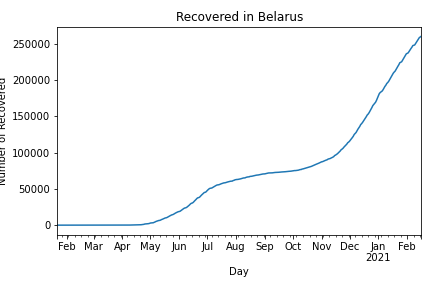 Recovered in Belarus
Number of Recovered
250000
200000
150000
100000
50000
0
Feb Mar Apr May Jun Jul Aug Sep Oct Nov Dec Jan Feb
2021
Day